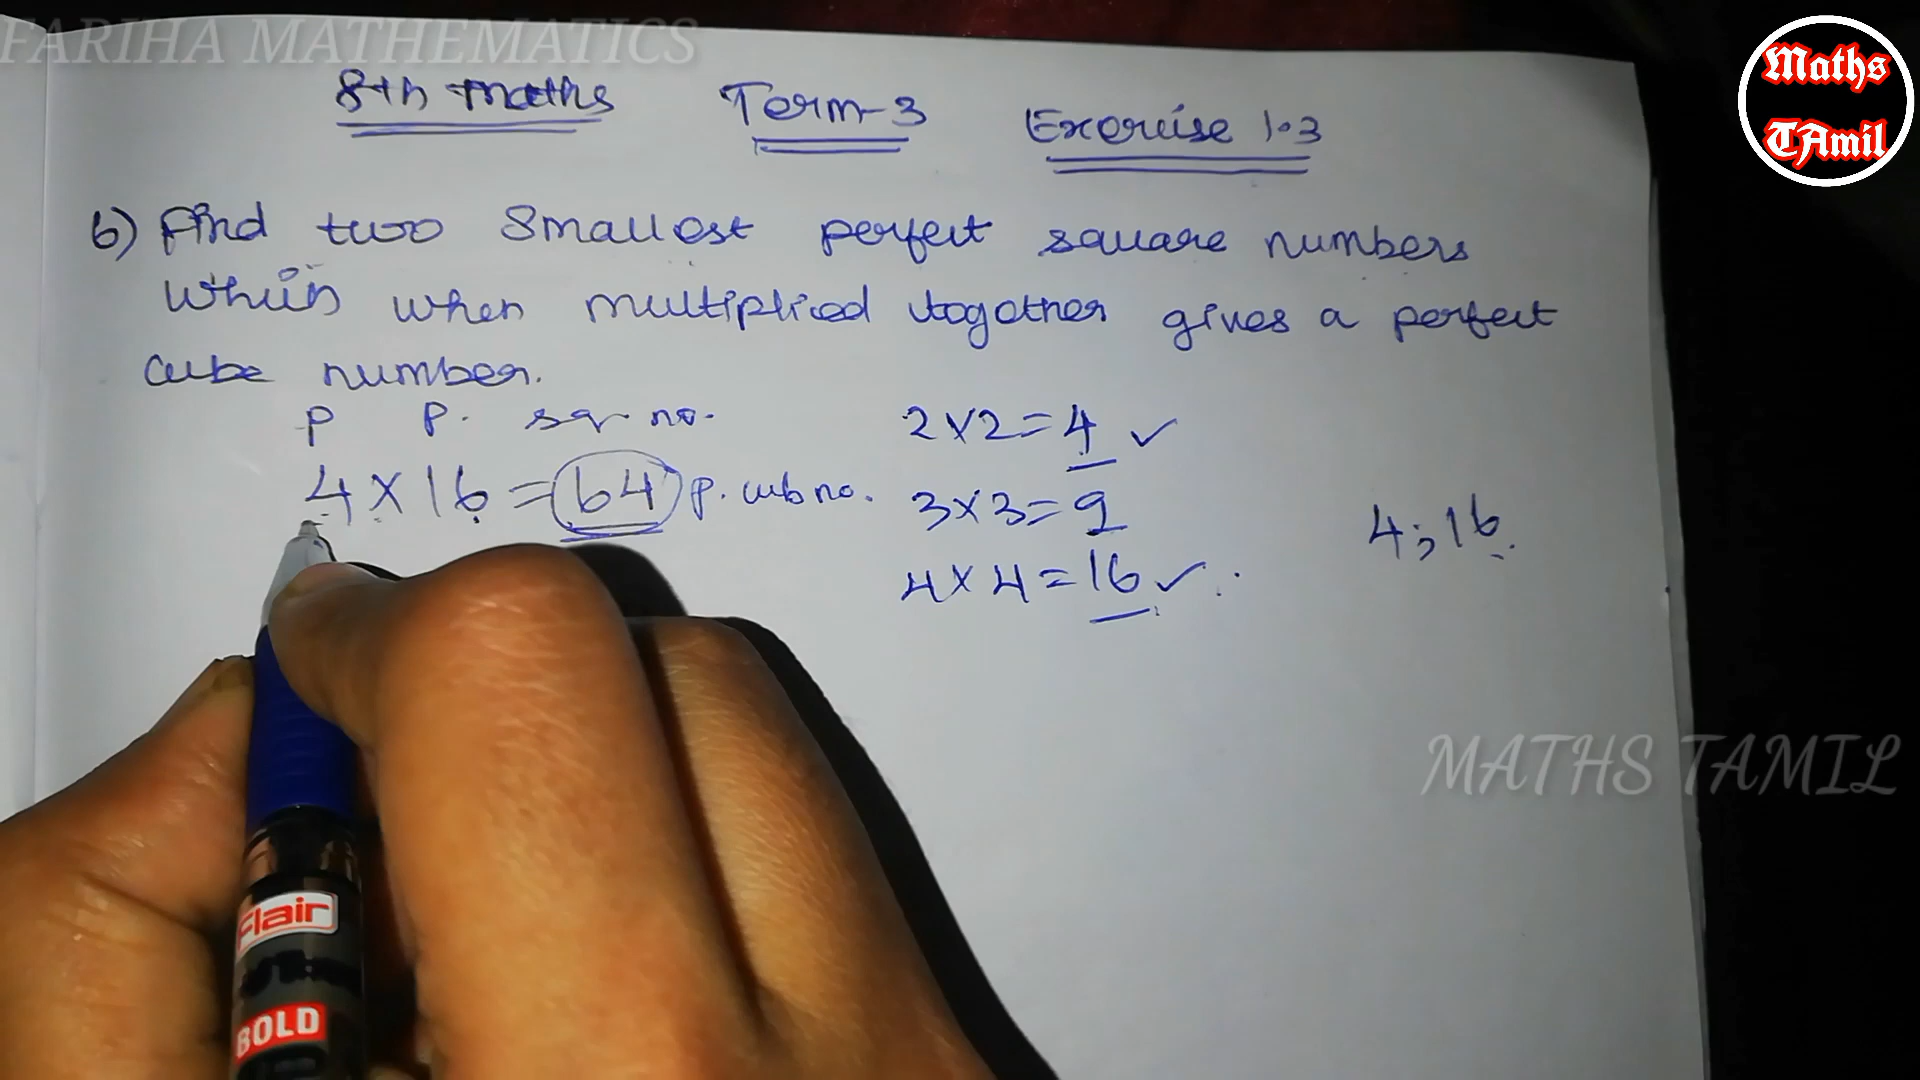 FARIHA MATHEMATICS
Maths
TAmil
8th maths Term-3 Exercise 1.3
6) Find two smallest perfect square numbers
which when multiplied together gives a perfect
cube number.
P P. sq. no.
4 × 16 = 64 p. cub no.
2×2=4 ✓
3×3=9
4×4=16 ✓.
4; 16.
MATHS TAMIL
Flair
BOLD